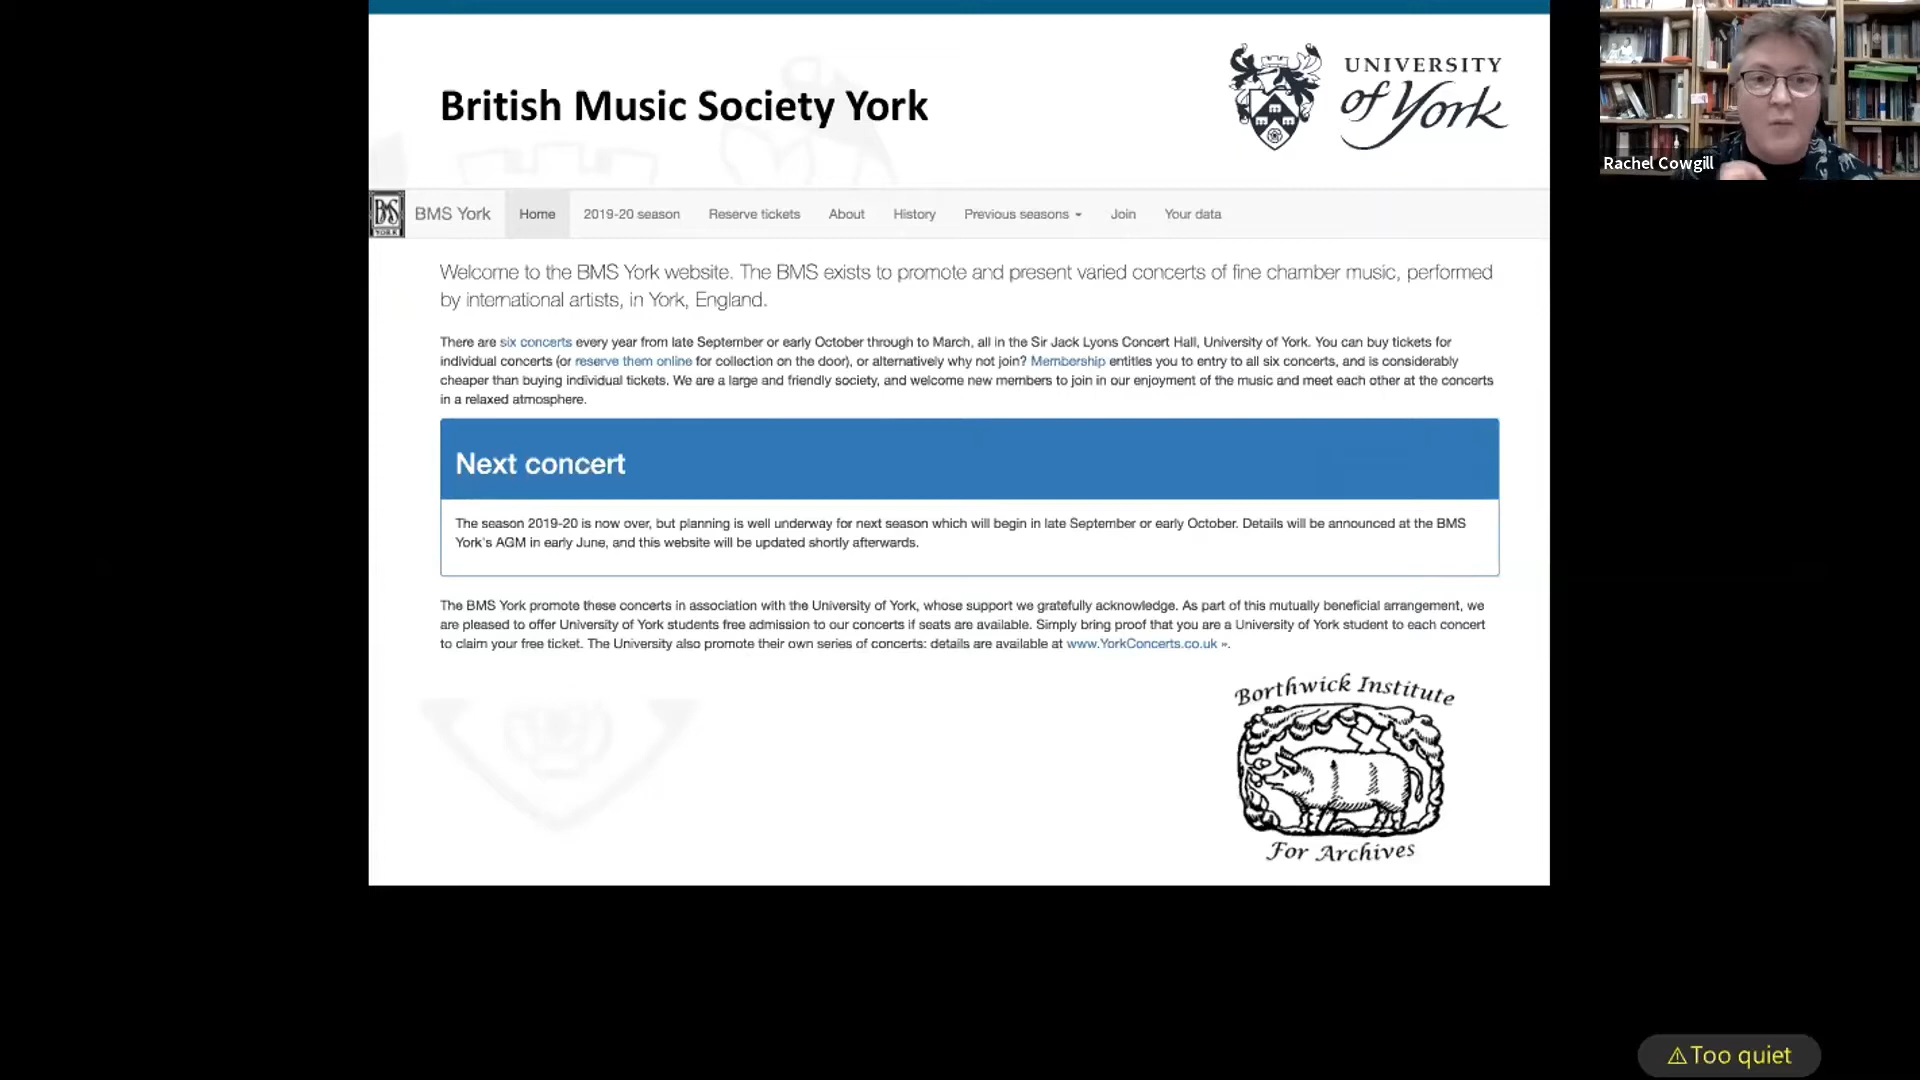 British Music Society York
UNIVERSITY
of York
Rachel Cowgill
BMS
YORK
BMS York
Home
2019-20 season
Reserve tickets
About
History
Previous seasons
Join
Your data
Welcome to the BMS York website. The BMS exists to promote and present varied concerts of fine chamber music, performed
by international artists, in York, England.
There are six concerts every year from late September or early October through to March, all in the Sir Jack Lyons Concert Hall, University of York. You can buy tickets for
individual concerts (or reserve them online for collection on the door), or alternatively why not join? Membership entitles you to entry to all six concerts, and is considerably
cheaper than buying individual tickets. We are a large and friendly society, and welcome new members to join in our enjoyment of the music and meet each other at the concerts
in a relaxed atmosphere.
Next concert
The season 2019-20 is now over, but planning is well underway for next season which will begin in late September or early October. Details will be announced at the BMS
York's AGM in early June, and this website will be updated shortly afterwards.
The BMS York promote these concerts in association with the University of York, whose support we gratefully acknowledge. As part of this mutually beneficial arrangement, we
are pleased to offer University of York students free admission to our concerts if seats are available. Simply bring proof that you are a University of York student to each concert
to claim your free ticket. The University also promote their own series of concerts: details are available at www.YorkConcerts.co.uk ».
Borthwick Institute
For Archives
⚠Too quiet